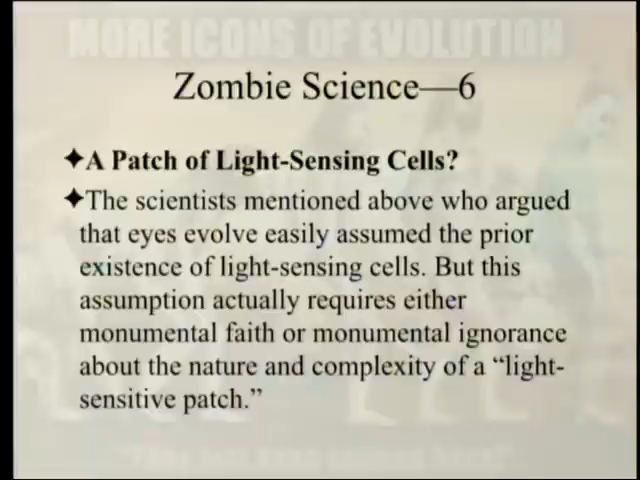 MORE ICONS OF EVOLUTION
Zombie Science—6
✦A Patch of Light-Sensing Cells?
✦The scientists mentioned above who argued
that eyes evolve easily assumed the prior
existence of light-sensing cells. But this
assumption actually requires either
monumental faith or monumental ignorance
about the nature and complexity of a “light-
sensitive patch.”